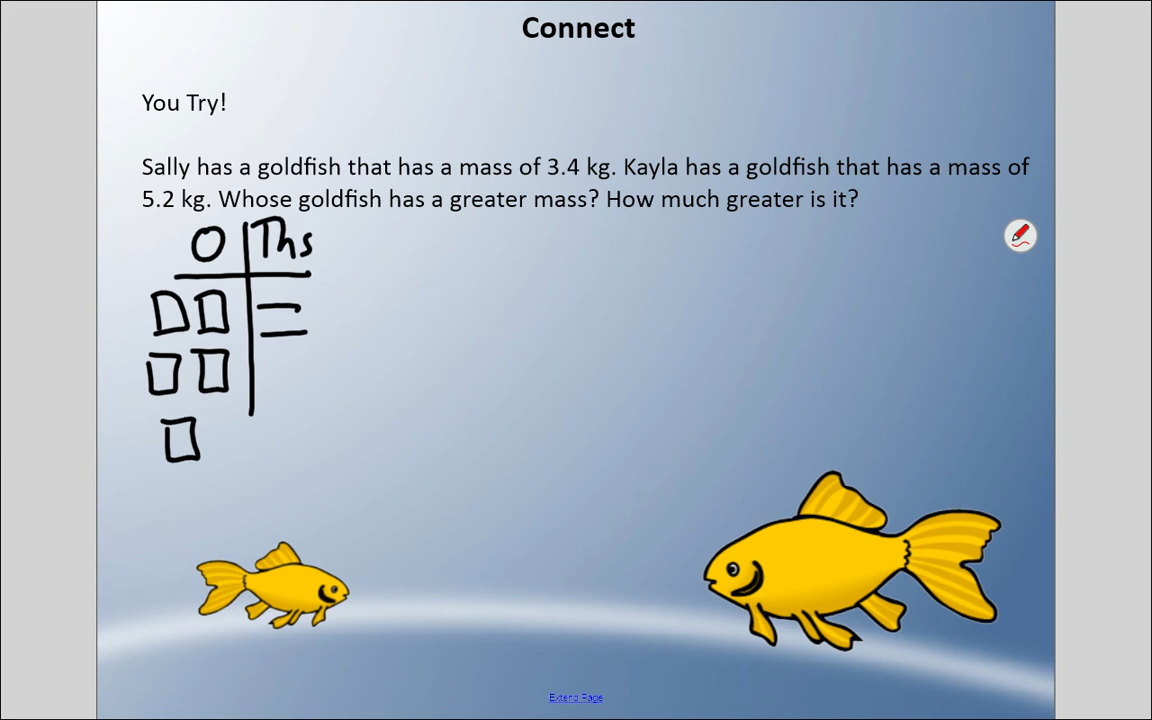 Connect
You Try!
Sally has a goldfish that has a mass of 3.4 kg. Kayla has a goldfish that has a mass of
5.2 kg. Whose goldfish has a greater mass? How much greater is it?
O Ths
Extend Page